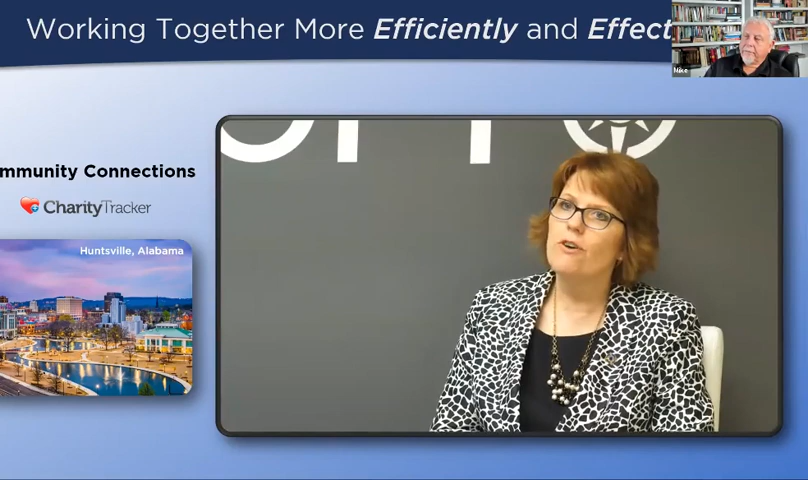 Working Together More Efficiently and Effect
Mike
mmunity Connections
CharityTracker
Huntsville, Alabama